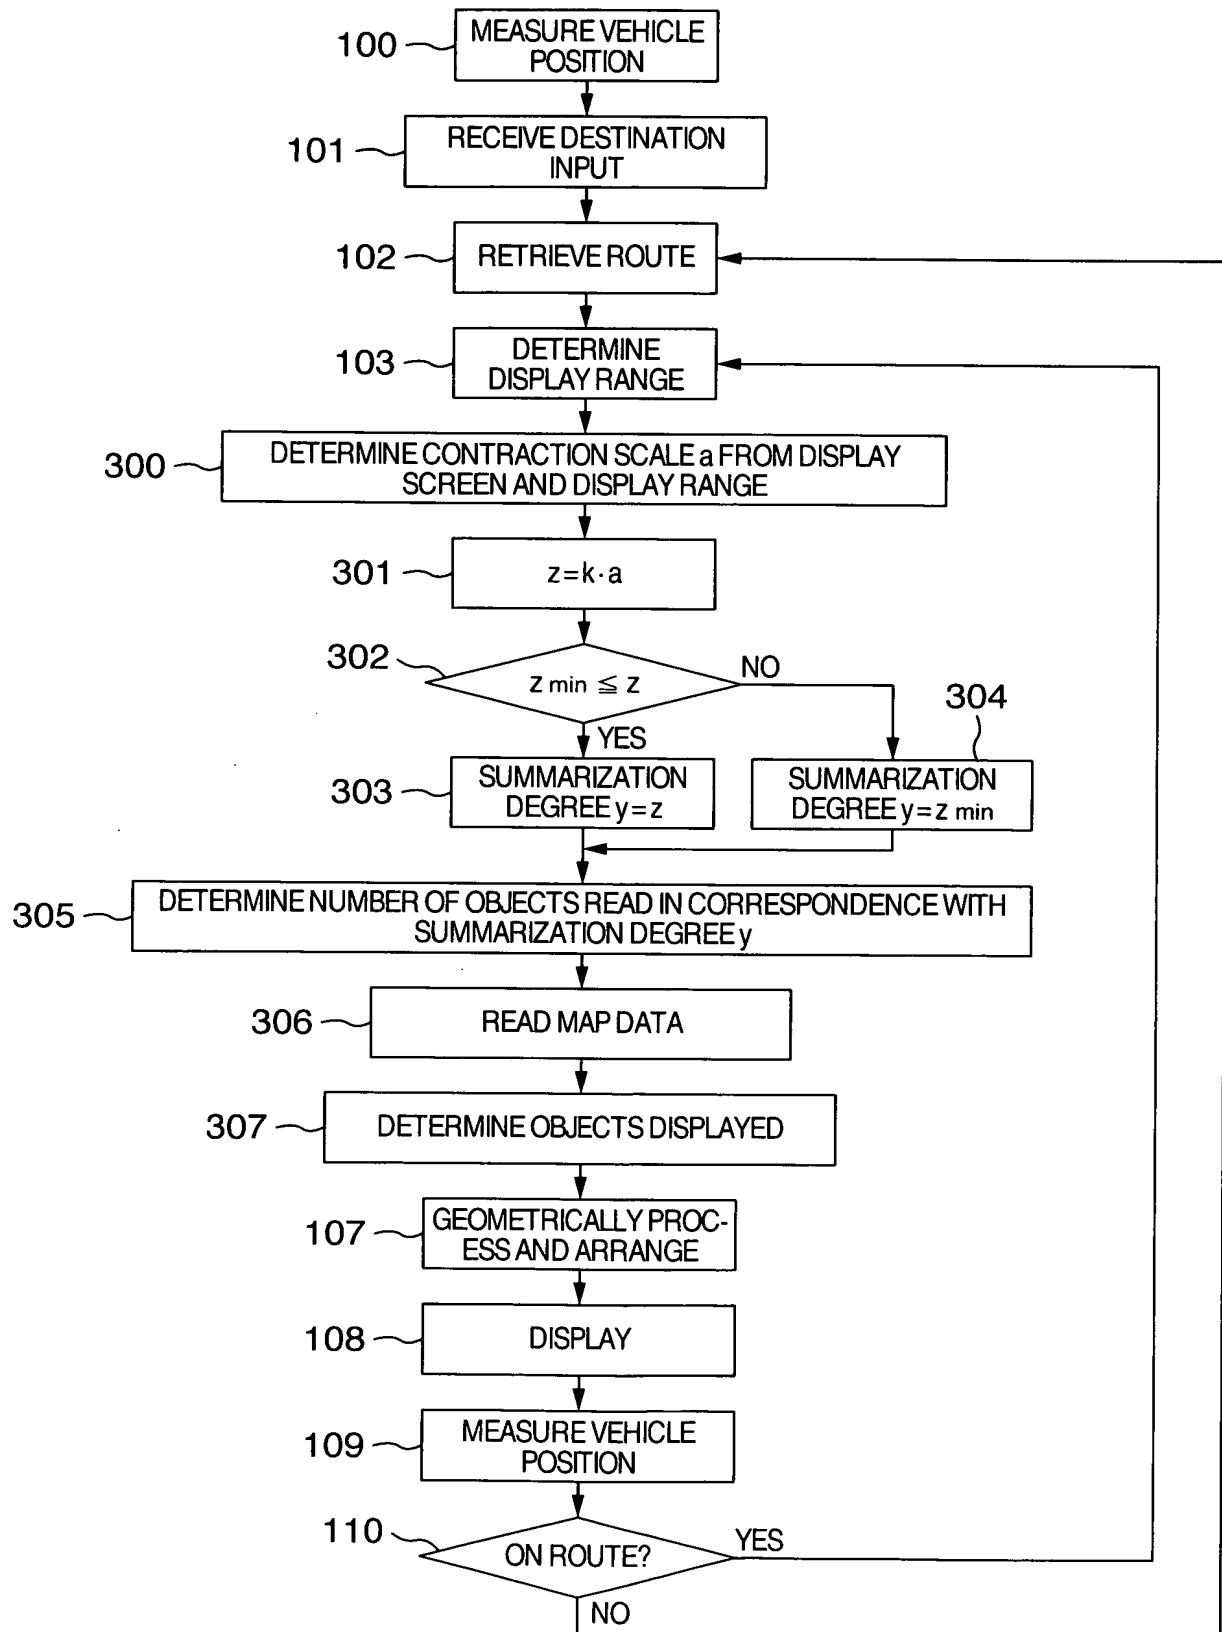 100
MEASURE VEHICLE
POSITION
101
RECEIVE DESTINATION
INPUT
102
RETRIEVE ROUTE
103
DETERMINE
DISPLAY RANGE
300
DETERMINE CONTRACTION SCALE a FROM DISPLAY
SCREEN AND DISPLAY RANGE
301
z=k·a
302
z min ≦ z
NO
YES
303
SUMMARIZATION
DEGREE y=z
304
SUMMARIZATION
DEGREE y=z min
305
DETERMINE NUMBER OF OBJECTS READ IN CORRESPONDENCE WITH
SUMMARIZATION DEGREE y
306
READ MAP DATA
307
DETERMINE OBJECTS DISPLAYED
107
GEOMETRICALLY PROC-
ESS AND ARRANGE
108
DISPLAY
109
MEASURE VEHICLE
POSITION
110
ON ROUTE?
YES
NO